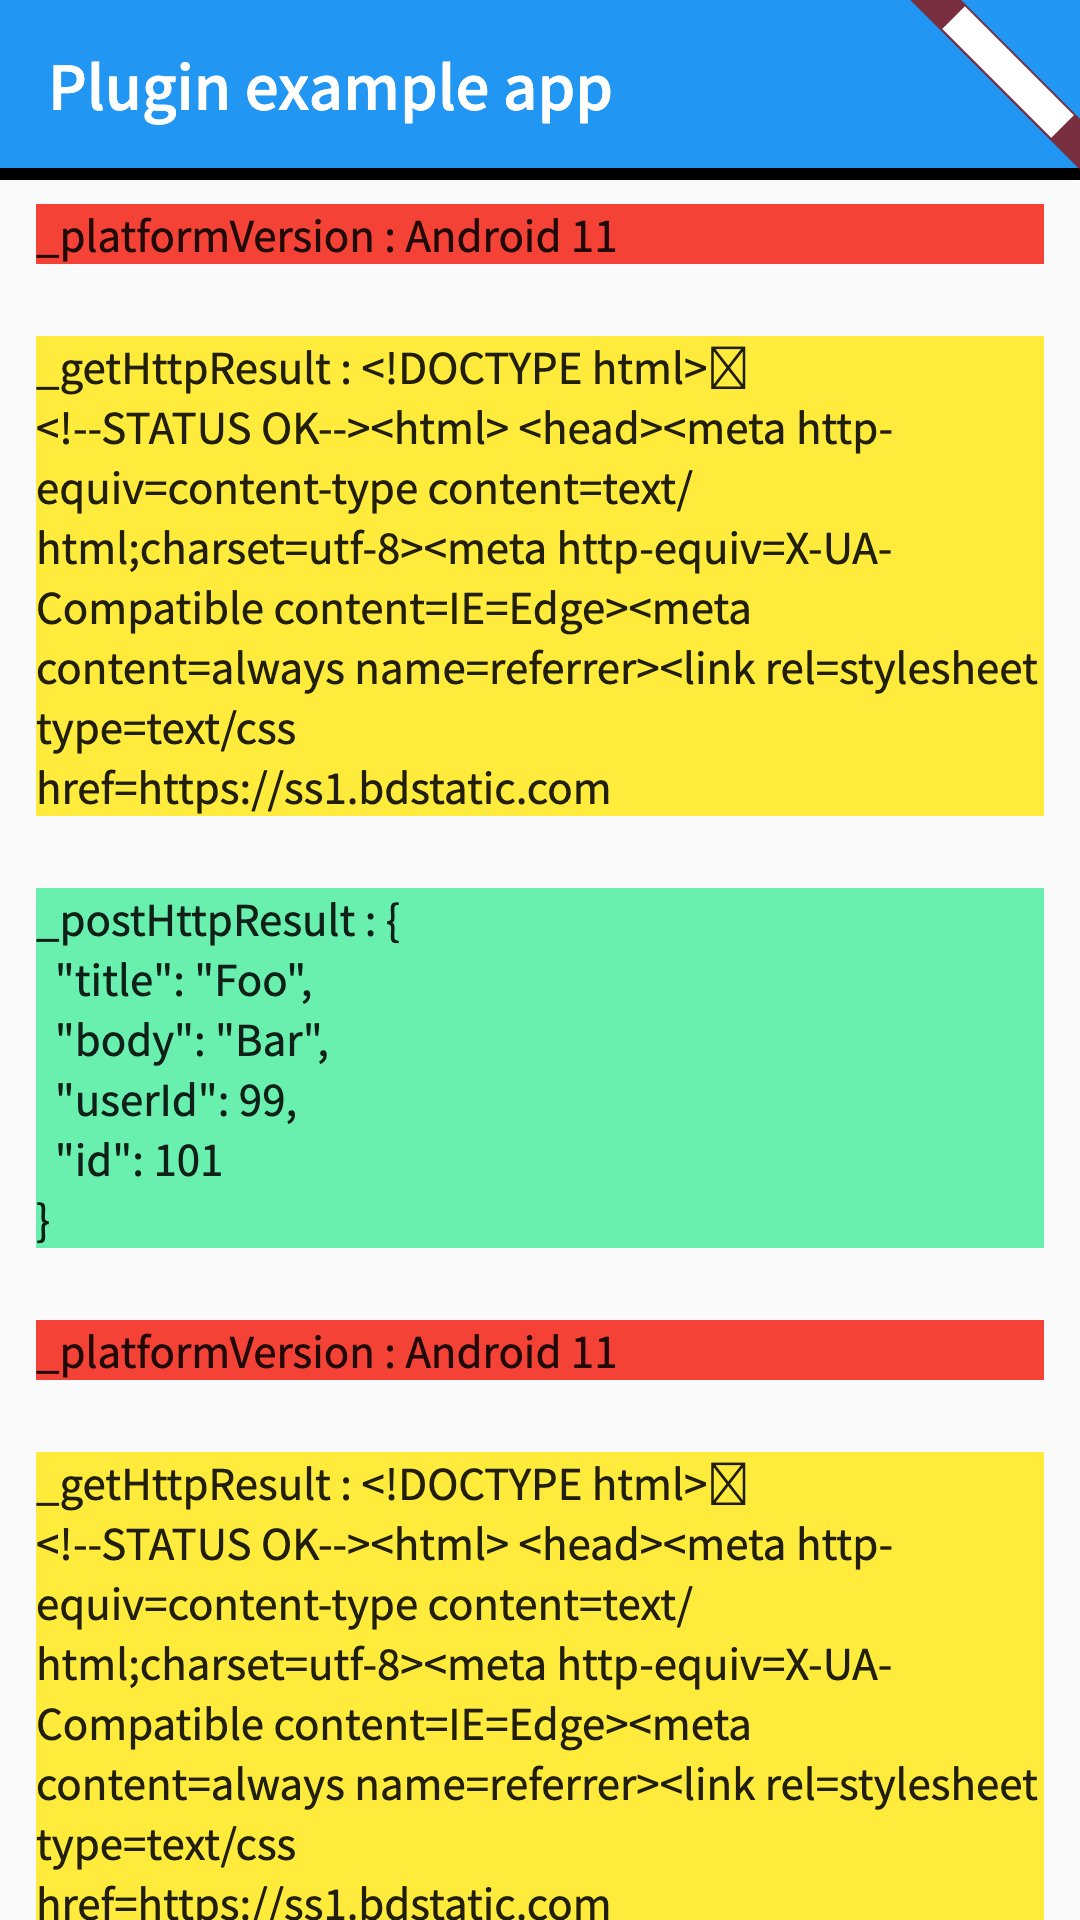 Plugin example app
_platformVersion : Android 11
_getHttpResult : <!DOCTYPE html>
<!--STATUS OK--><html> <head><meta http-
equiv=content-type content=text/
html;charset=utf-8><meta http-equiv=X-UA-
Compatible content=IE=Edge><meta
content=always name=referrer><link rel=stylesheet
type=text/css
href=https://ss1.bdstatic.com
_postHttpResult : {
  "title": "Foo",
  "body": "Bar",
  "userId": 99,
  "id": 101
}
_platformVersion : Android 11
_getHttpResult : <!DOCTYPE html>
<!--STATUS OK--><html> <head><meta http-
equiv=content-type content=text/
html;charset=utf-8><meta http-equiv=X-UA-
Compatible content=IE=Edge><meta
content=always name=referrer><link rel=stylesheet
type=text/css
href=https://ss1.bdstatic.com